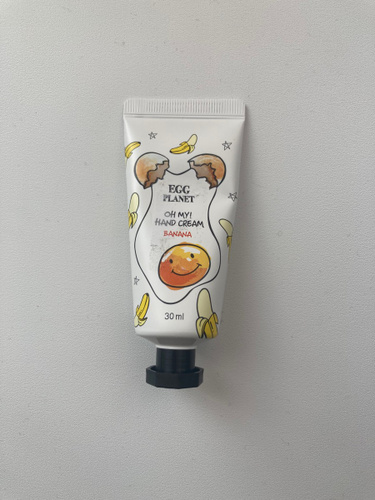 EGG
PLANET
OH MY!
HAND CREAM
BANANA
30 ml